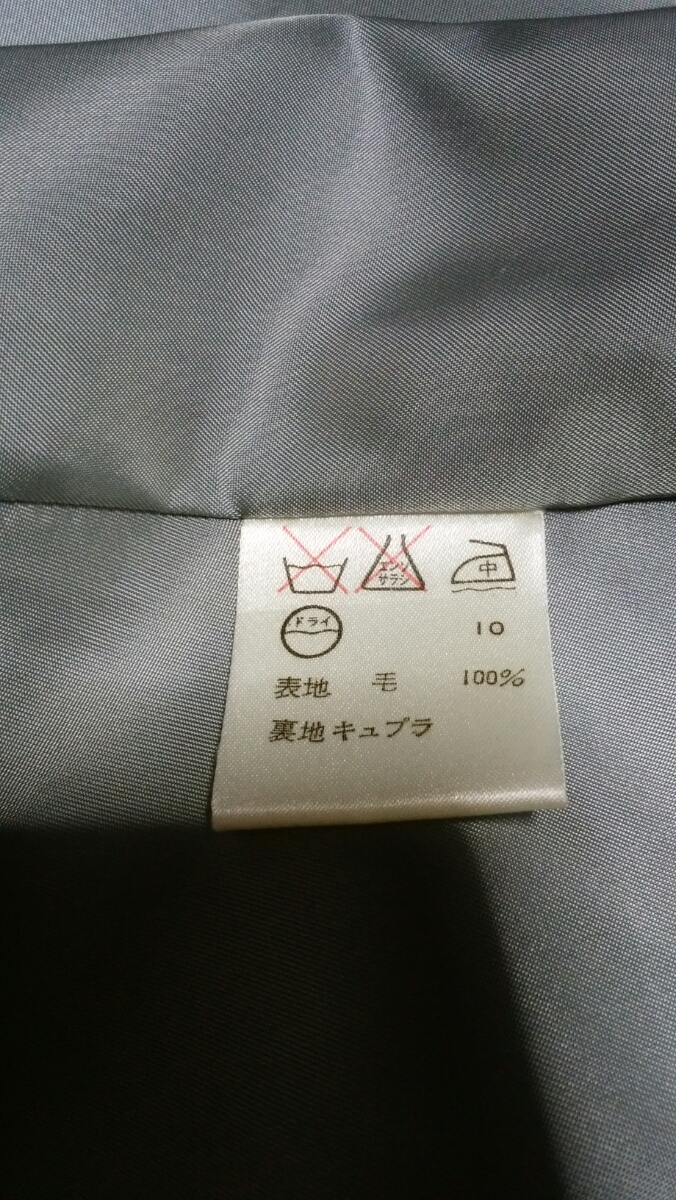 エンソ
サラシ
中
ドライ
10
表地 毛 100%
裏地 キュプラ